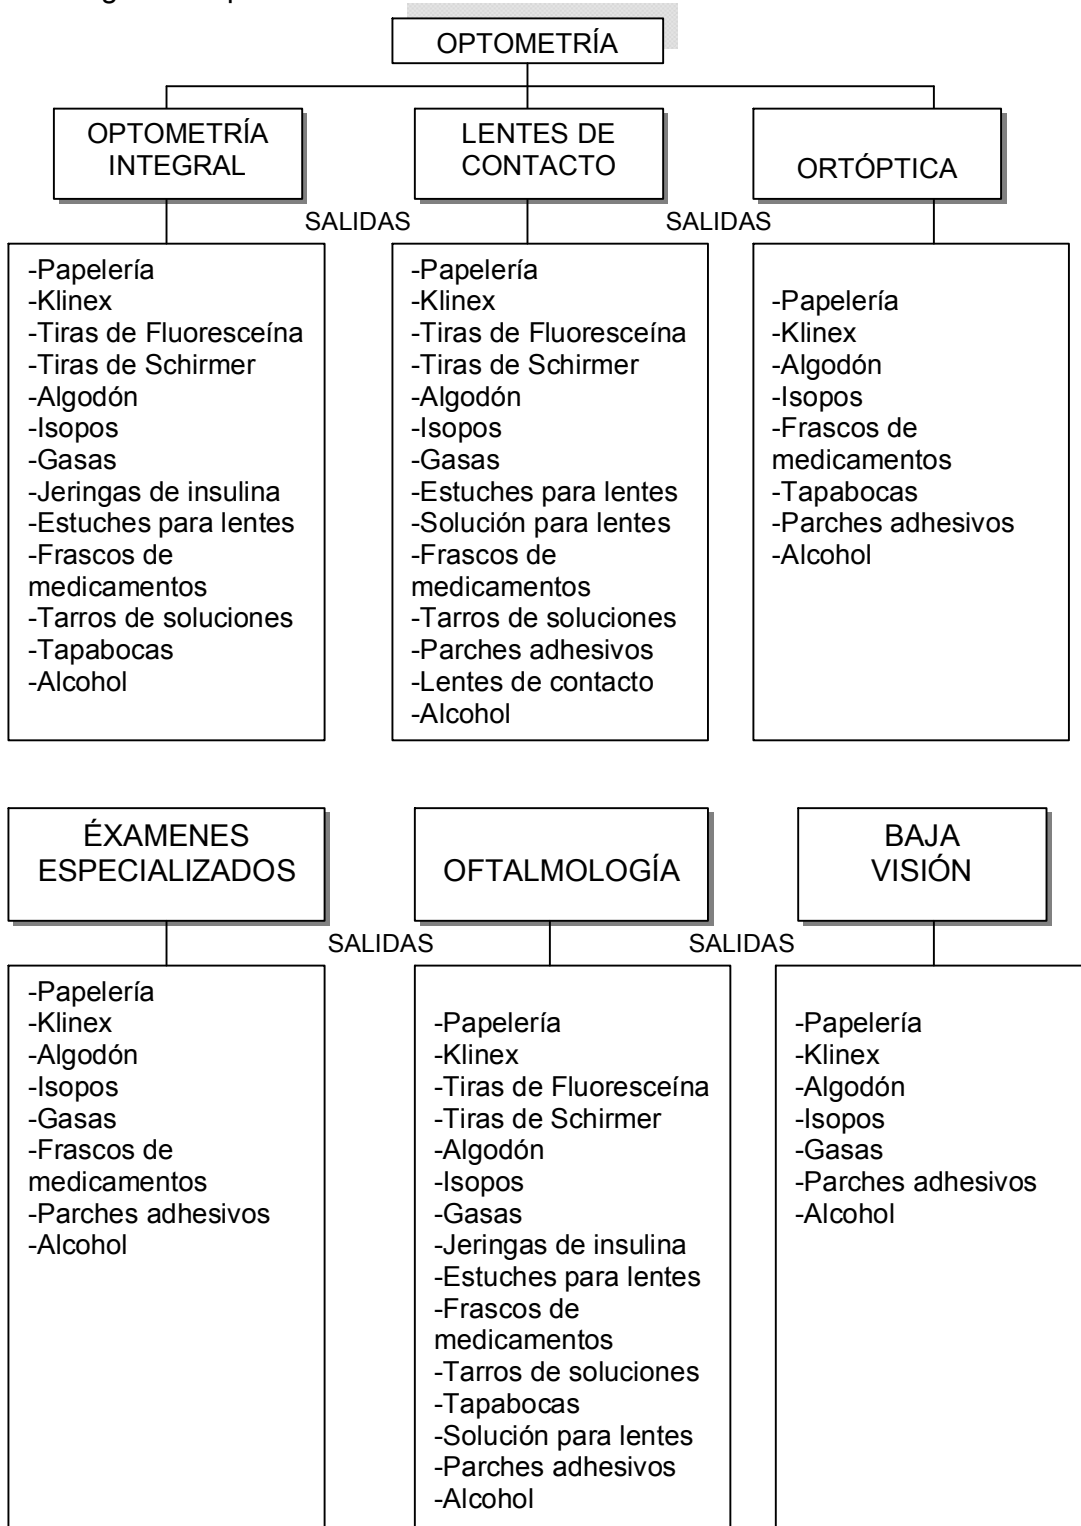 OPTOMETRÍA
OPTOMETRÍA
INTEGRAL
LENTES DE
CONTACTO
ORTÓPTICA
SALIDAS
SALIDAS
-Papelería
-Klinex
-Tiras de Fluoresceína
-Tiras de Schirmer
-Algodón
-Isopos
-Gasas
-Jeringas de insulina
-Estuches para lentes
-Frascos de
medicamentos
-Tarros de soluciones
-Tapabocas
-Alcohol
-Papelería
-Klinex
-Tiras de Fluoresceína
-Tiras de Schirmer
-Algodón
-Isopos
-Gasas
-Estuches para lentes
-Solución para lentes
-Frascos de
medicamentos
-Tarros de soluciones
-Parches adhesivos
-Lentes de contacto
-Alcohol
-Papelería
-Klinex
-Algodón
-Isopos
-Frascos de
medicamentos
-Tapabocas
-Parches adhesivos
-Alcohol
ÉXAMENES
ESPECIALIZADOS
OFTALMOLOGÍA
BAJA
VISIÓN
SALIDAS
SALIDAS
-Papelería
-Klinex
-Algodón
-Isopos
-Gasas
-Frascos de
medicamentos
-Parches adhesivos
-Alcohol
-Papelería
-Klinex
-Tiras de Fluoresceína
-Tiras de Schirmer
-Algodón
-Isopos
-Gasas
-Jeringas de insulina
-Estuches para lentes
-Frascos de
medicamentos
-Tarros de soluciones
-Tapabocas
-Solución para lentes
-Parches adhesivos
-Alcohol
-Papelería
-Klinex
-Algodón
-Isopos
-Gasas
-Parches adhesivos
-Alcohol